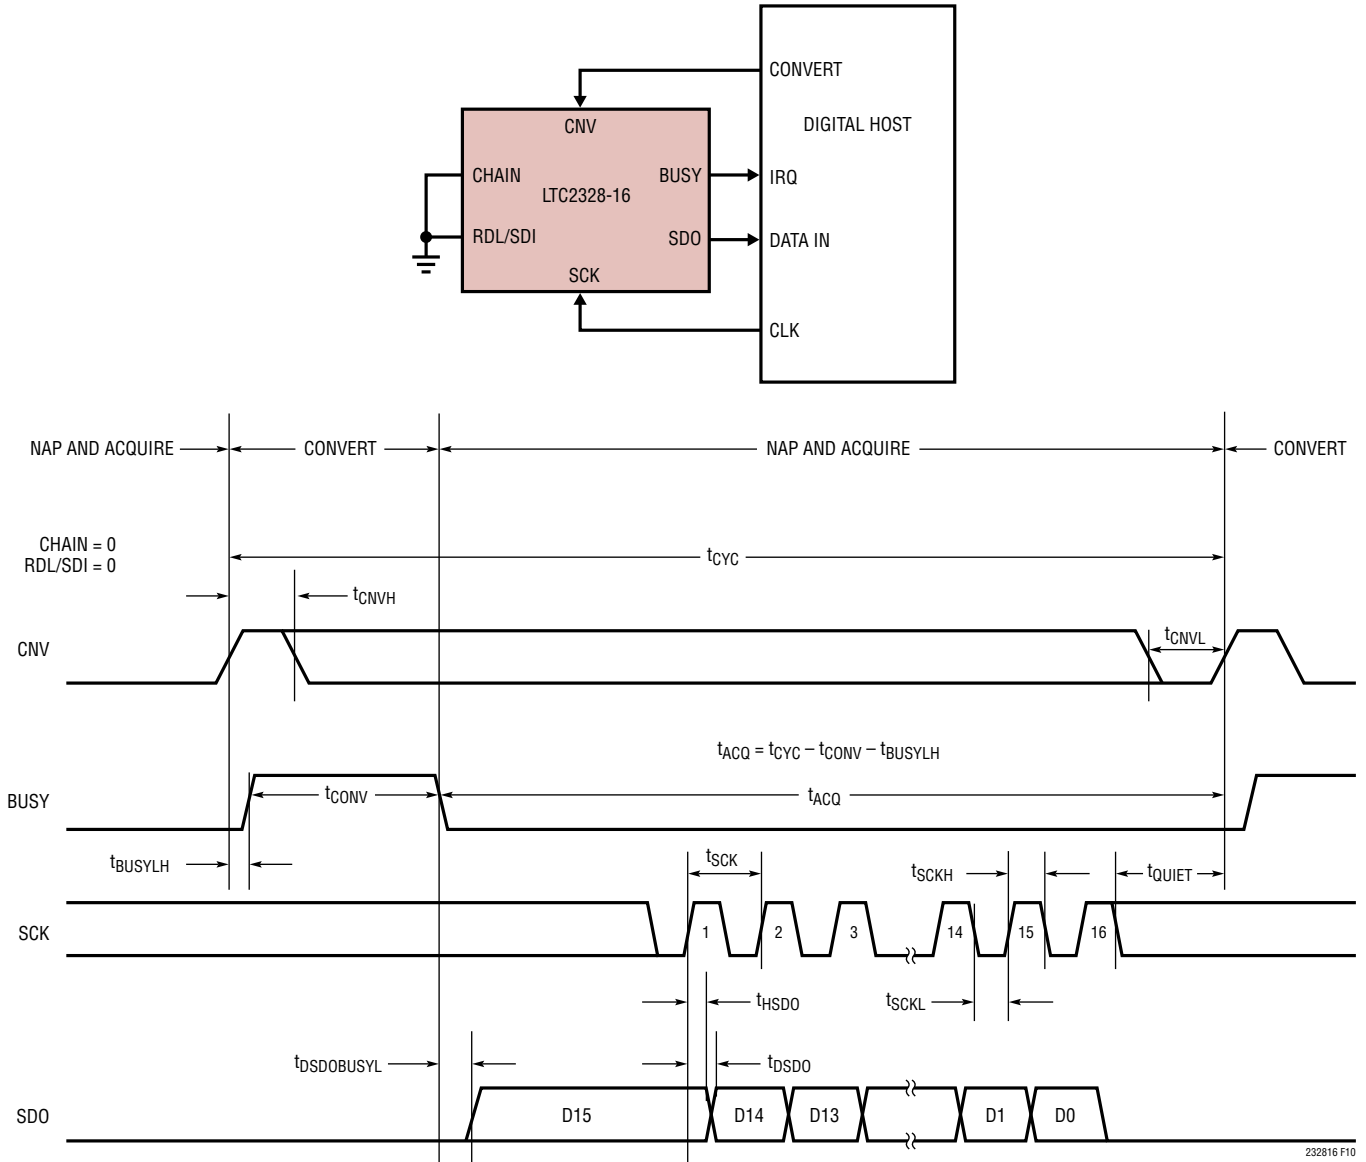 CONVERT
DIGITAL HOST
CNV
CHAIN
BUSY
IRQ
LTC2328-16
RDL/SDI
SDO
DATA IN
SCK
CLK
NAP AND ACQUIRE
CONVERT
NAP AND ACQUIRE
CONVERT
CHAIN = 0
RDL/SDI = 0
tCYC
tCNVH
CNV
tCNVL
tACQ = tCYC – tCONV – tBUSYLH
BUSY
tCONV
tACQ
tBUSYLH
tSCK
tSCKH
tQUIET
SCK
1
2
3
14
15
16
tHSDO
tSCKL
tDSDOBUSYL
tDSDO
SDO
D15
D14
D13
D1
D0
232816 F10